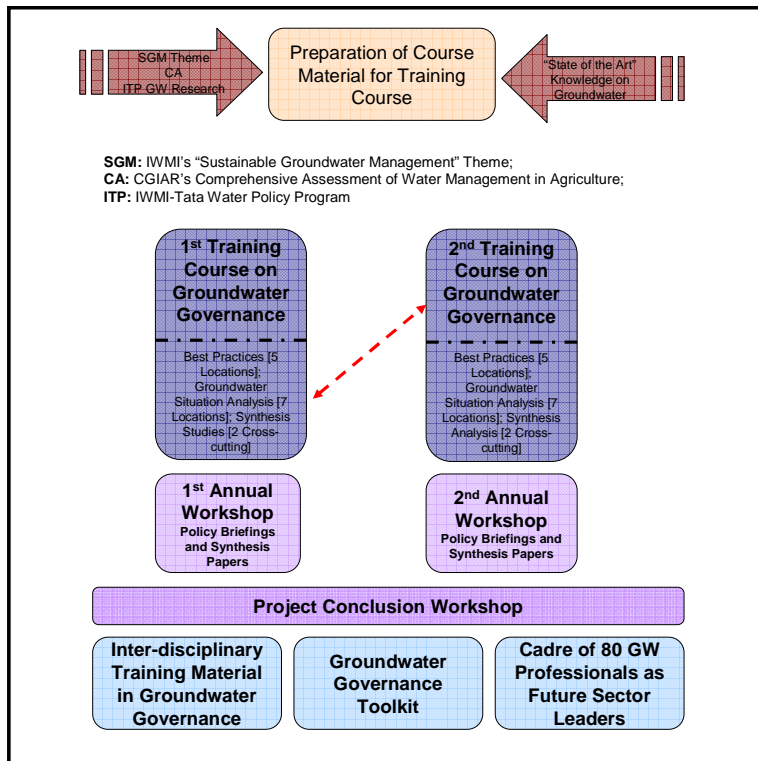 SGM Theme
CA
ITP GW Research
Preparation of Course
Material for Training
Course
“State of the Art”
Knowledge on
Groundwater
SGM: IWMI’s “Sustainable Groundwater Management” Theme;
CA: CGIAR’s Comprehensive Assessment of Water Management in Agriculture;
ITP: IWMI-Tata Water Policy Program
1st Training
Course on
Groundwater
Governance
Best Practices [5
Locations];
Groundwater
Situation Analysis [7
Locations]; Synthesis
Studies [2 Cross-
cutting]
2nd Training
Course on
Groundwater
Governance
Best Practices [5
Locations];
Groundwater
Situation Analysis [7
Locations]; Synthesis
Analysis [2 Cross-
cutting]
1st Annual
Workshop
Policy Briefings
and Synthesis
Papers
2nd Annual
Workshop
Policy Briefings and
Synthesis Papers
Project Conclusion Workshop
Inter-disciplinary
Training Material
in Groundwater
Governance
Groundwater
Governance
Toolkit
Cadre of 80 GW
Professionals as
Future Sector
Leaders